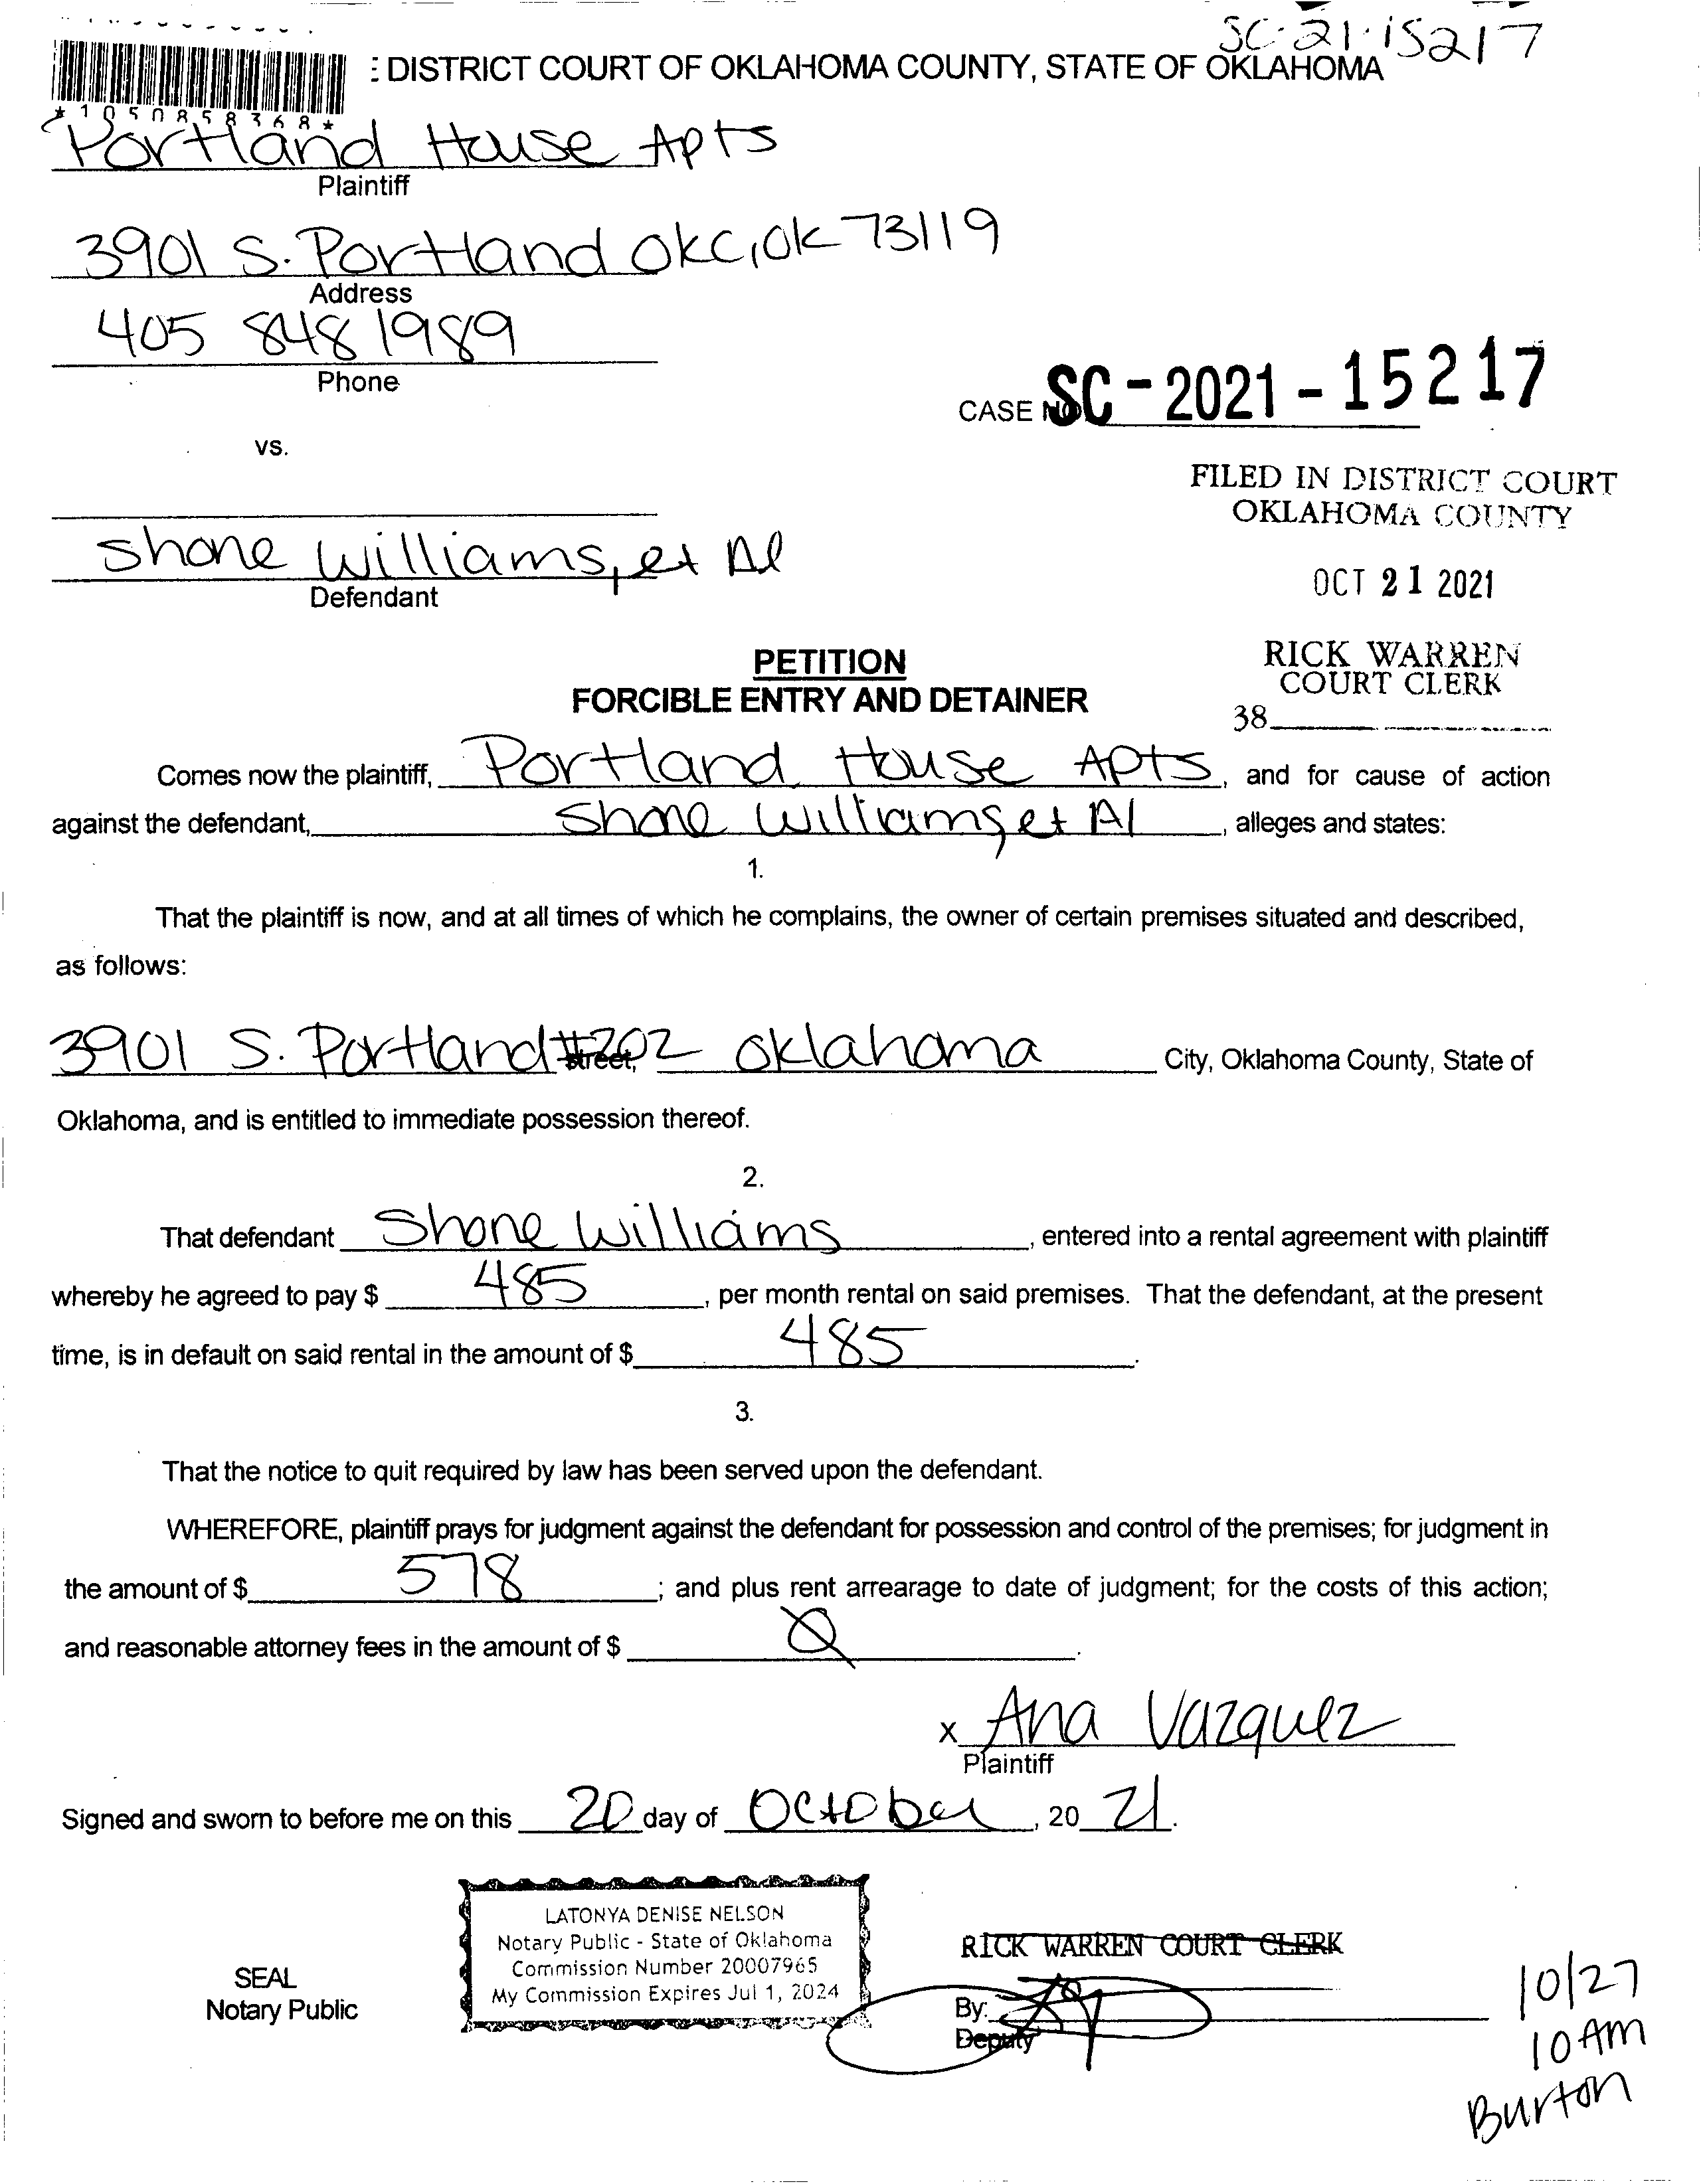 SC-21-15217
: DISTRICT COURT OF OKLAHOMA COUNTY, STATE OF OKLAHOMA
*1050858368*
Portland House Apts
Plaintiff
3901 S. Portland OKC, OK 73119
Address
405 848 1989
Phone
CASE NO SC-2021-15217
vs.
FILED IN DISTRICT COURT
OKLAHOMA COUNTY
Shane Williams, et Al
Defendant
OCT 21 2021
PETITION
FORCIBLE ENTRY AND DETAINER
RICK WARREN
COURT CLERK
38
Comes now the plaintiff, Portland House Apts, and for cause of action
against the defendant, Shane Williams, et Al, alleges and states:
1.
That the plaintiff is now, and at all times of which he complains, the owner of certain premises situated and described,
as follows:
3901 S. Portland #202 street, Oklahoma City, Oklahoma County, State of
Oklahoma, and is entitled to immediate possession thereof.
2.
That defendant Shane Williams, entered into a rental agreement with plaintiff
whereby he agreed to pay $ 485, per month rental on said premises. That the defendant, at the present
time, is in default on said rental in the amount of $ 485.
3.
That the notice to quit required by law has been served upon the defendant.
WHEREFORE, plaintiff prays for judgment against the defendant for possession and control of the premises; for judgment in
the amount of $ 578; and plus rent arrearage to date of judgment; for the costs of this action;
and reasonable attorney fees in the amount of $ 0.
x Ana Vazquez
Plaintiff
Signed and sworn to before me on this 20 day of October, 20 21.
LATONYA DENISE NELSON
Notary Public - State of Oklahoma
Commission Number 20007965
My Commission Expires Jul 1, 2024
SEAL
Notary Public
RICK WARREN COURT CLERK
By:
Deputy
10/27
10 AM
Burton